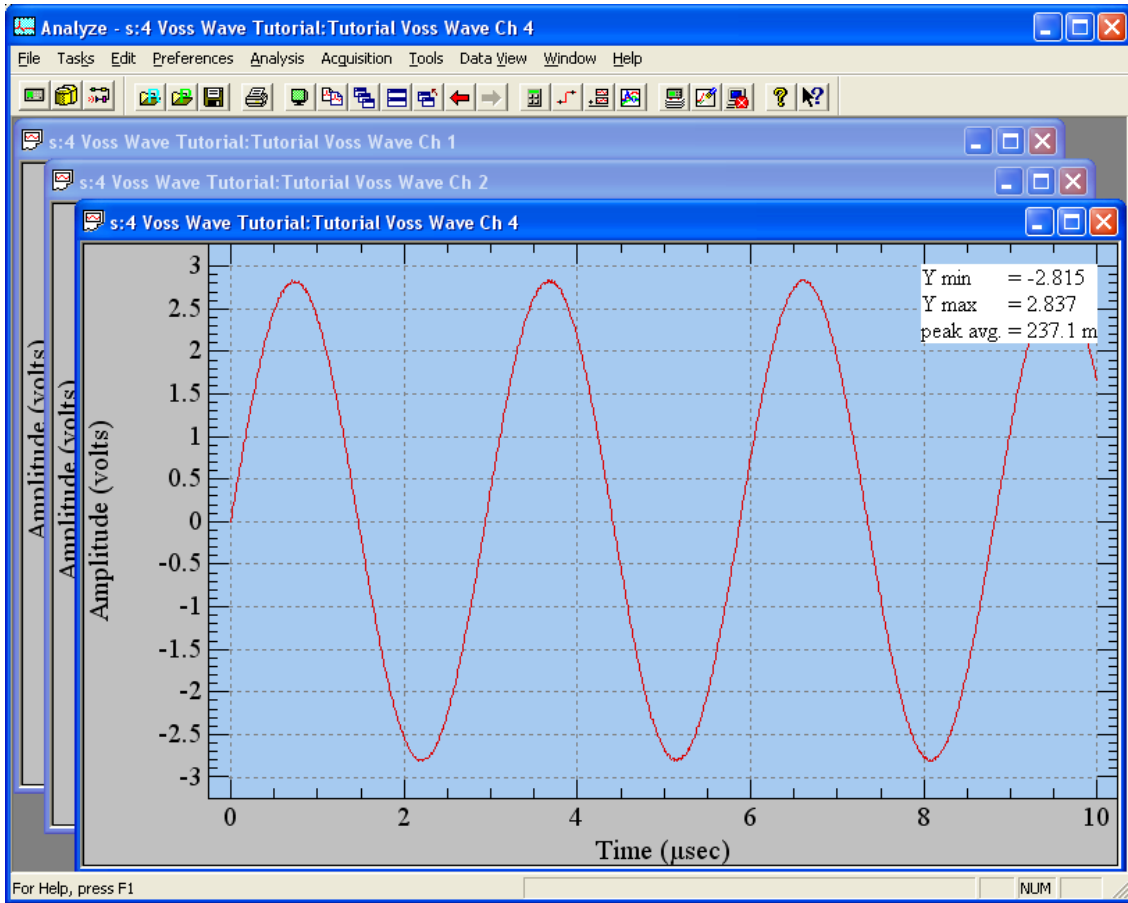 Analyze - s:4 Voss Wave Tutorial:Tutorial Voss Wave Ch 4
File Tasks Edit Preferences Analysis Acquisition Tools Data View Window Help
s:4 Voss Wave Tutorial:Tutorial Voss Wave Ch 1
s:4 Voss Wave Tutorial:Tutorial Voss Wave Ch 2
s:4 Voss Wave Tutorial:Tutorial Voss Wave Ch 4
Amplitude (volts)
Amplitude (volts)
Amplitude (volts)
3
2.5
2
1.5
1
0.5
0
-0.5
-1
-1.5
-2
-2.5
-3
Y min = -2.815
Y max = 2.837
peak avg. = 237.1 m
0 2 4 6 8 10
Time (μsec)
For Help, press F1
NUM